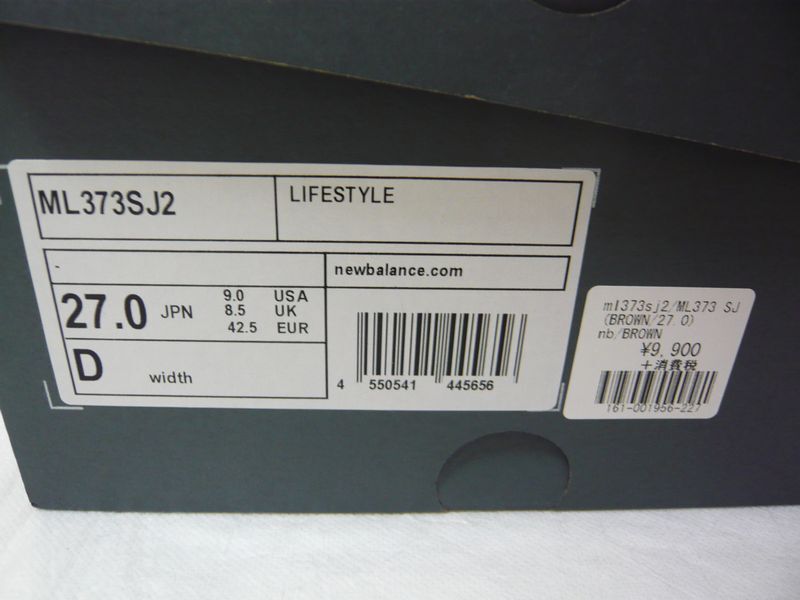 ML373SJ2
LIFESTYLE
-
newbalance.com
27.0 JPN
9.0 USA
8.5 UK
42.5 EUR
D width
4 550541 445656
ml373sj2/ML373 SJ
(BROWN/27.0)
nb/BROWN
¥9,900
+消費税
161-001956-227